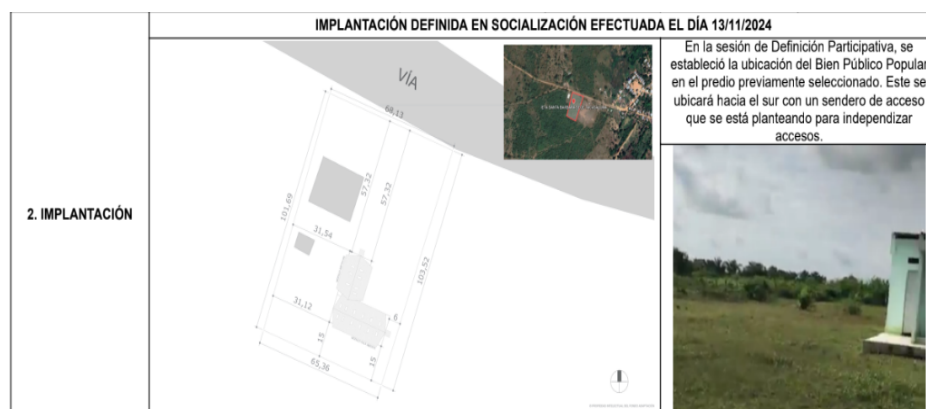 IMPLANTACIÓN DEFINIDA EN SOCIALIZACIÓN EFECTUADA EL DÍA 13/11/2024
2. IMPLANTACIÓN
VÍA
68,13
57,32
57,32
101,69
31,54
103,52
31,12
6
15
15
65,36
En la sesión de Definición Participativa, se
estableció la ubicación del Bien Público Popular
en el predio previamente seleccionado. Este se
ubicará hacia el sur con un sendero de acceso
que se está planteando para independizar
accesos.